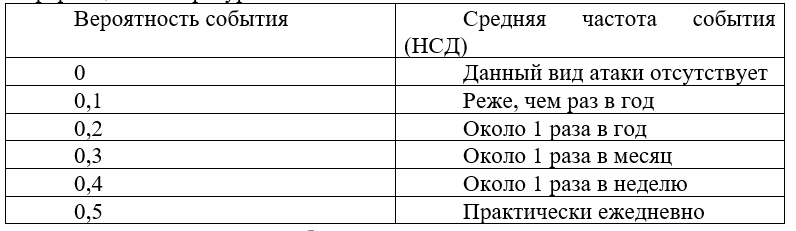 Вероятность события
Средняя частота события
(НСД)
0
Данный вид атаки отсутствует
0,1
Реже, чем раз в год
0,2
Около 1 раза в год
0,3
Около 1 раза в месяц
0,4
Около 1 раза в неделю
0,5
Практически ежедневно